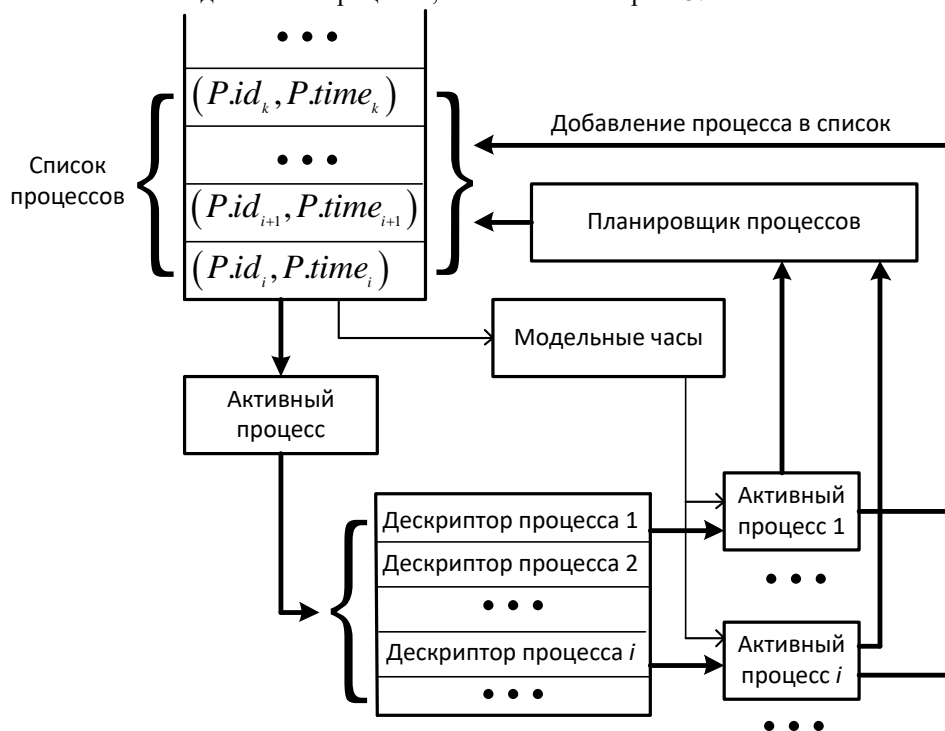 • • •
(P.id_k, P.time_k)
• • •
(P.id_{i+1}, P.time_{i+1})
(P.id_i, P.time_i)
Список
процессов
Добавление процесса в список
Планировщик процессов
Модельные часы
Активный
процесс
Дескриптор процесса 1
Дескриптор процесса 2
• • •
Дескриптор процесса i
• • •
Активный
процесс 1
• • •
Активный
процесс i
• • •